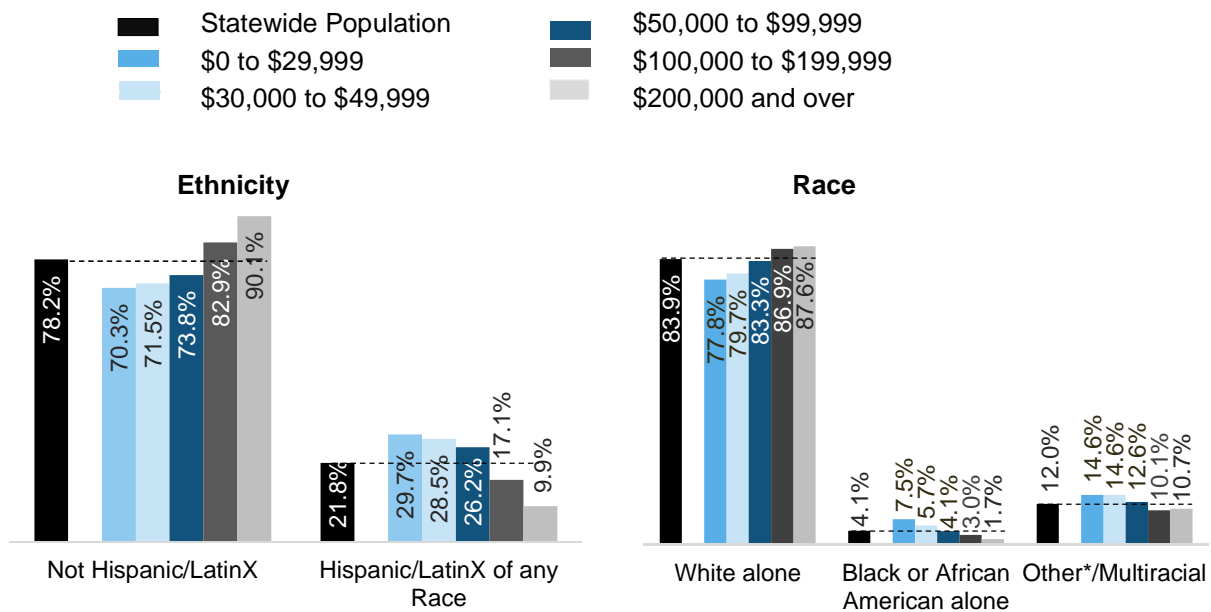 Statewide Population
$0 to $29,999
$30,000 to $49,999
$50,000 to $99,999
$100,000 to $199,999
$200,000 and over
Ethnicity
78.2%
70.3%
71.5%
73.8%
82.9%
90.1%
21.8%
29.7%
28.5%
26.2%
17.1%
9.9%
Not Hispanic/LatinX
Hispanic/LatinX of any
Race
Race
83.9%
77.8%
79.7%
83.3%
86.9%
87.6%
4.1%
7.5%
5.7%
4.1%
3.0%
1.7%
12.0%
14.6%
14.6%
12.6%
10.1%
10.7%
White alone
Black or African
American alone
Other*/Multiracial